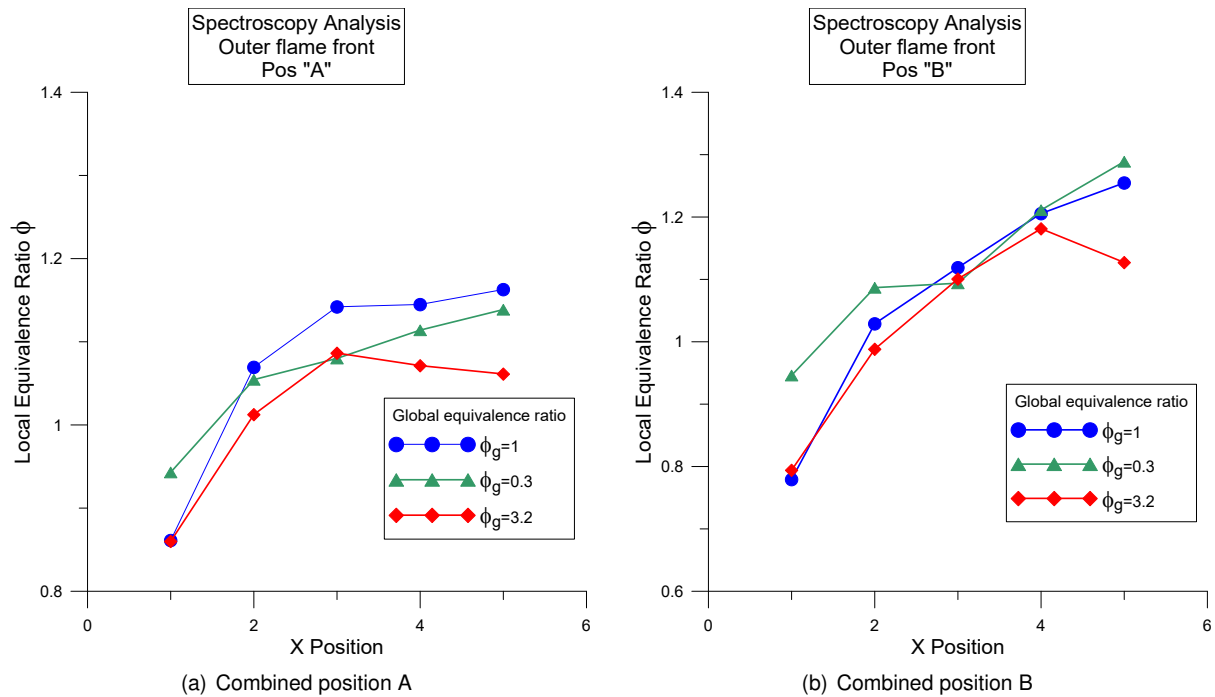 Spectroscopy Analysis
Outer flame front
Pos "A"
1.4
1.2
1
0.8
Local Equivalence Ratio ϕ
Global equivalence ratio
ϕg=1
ϕg=0.3
ϕg=3.2
0
2
4
6
X Position
(a) Combined position A
Spectroscopy Analysis
Outer flame front
Pos "B"
1.4
1.2
1
0.8
0.6
Local Equivalence Ratio ϕ
Global equivalence ratio
ϕg=1
ϕg=0.3
ϕg=3.2
0
2
4
6
X Position
(b) Combined position B